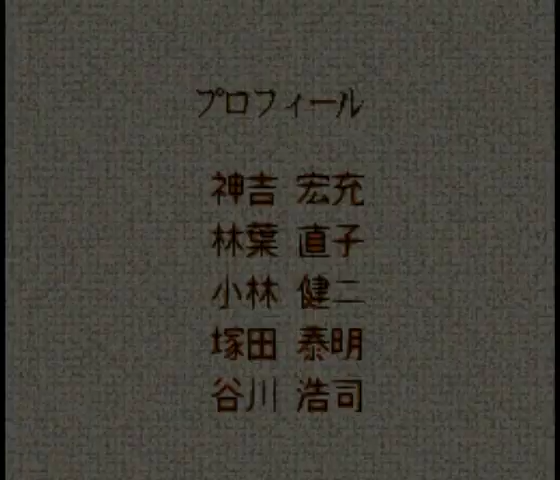 プロフィール
神吉 宏充
林葉 直子
小林 健二
塚田 泰明
谷川 浩司